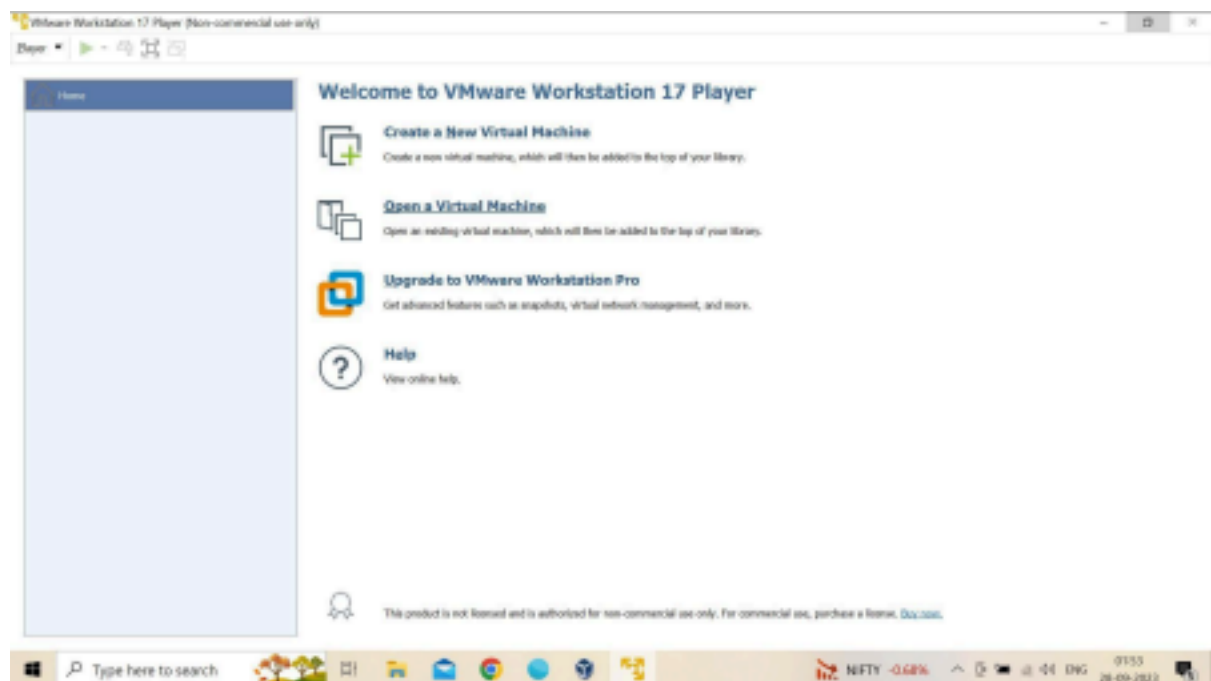 VMware Workstation 17 Player (Non-commercial use only)
Player
Home
Welcome to VMware Workstation 17 Player
Create a New Virtual Machine
Create a new virtual machine, which will then be added to the top of your library.
Open a Virtual Machine
Open an existing virtual machine, which will then be added to the top of your library.
Upgrade to VMware Workstation Pro
Get advanced features such as snapshots, virtual network management, and more.
?
Help
View online help.
This product is not licensed and is authorized for non-commercial use only. For commercial use, purchase a license. Buy now.
Type here to search
NIFTY -0.68%
ENG
01:53
28-09-2023